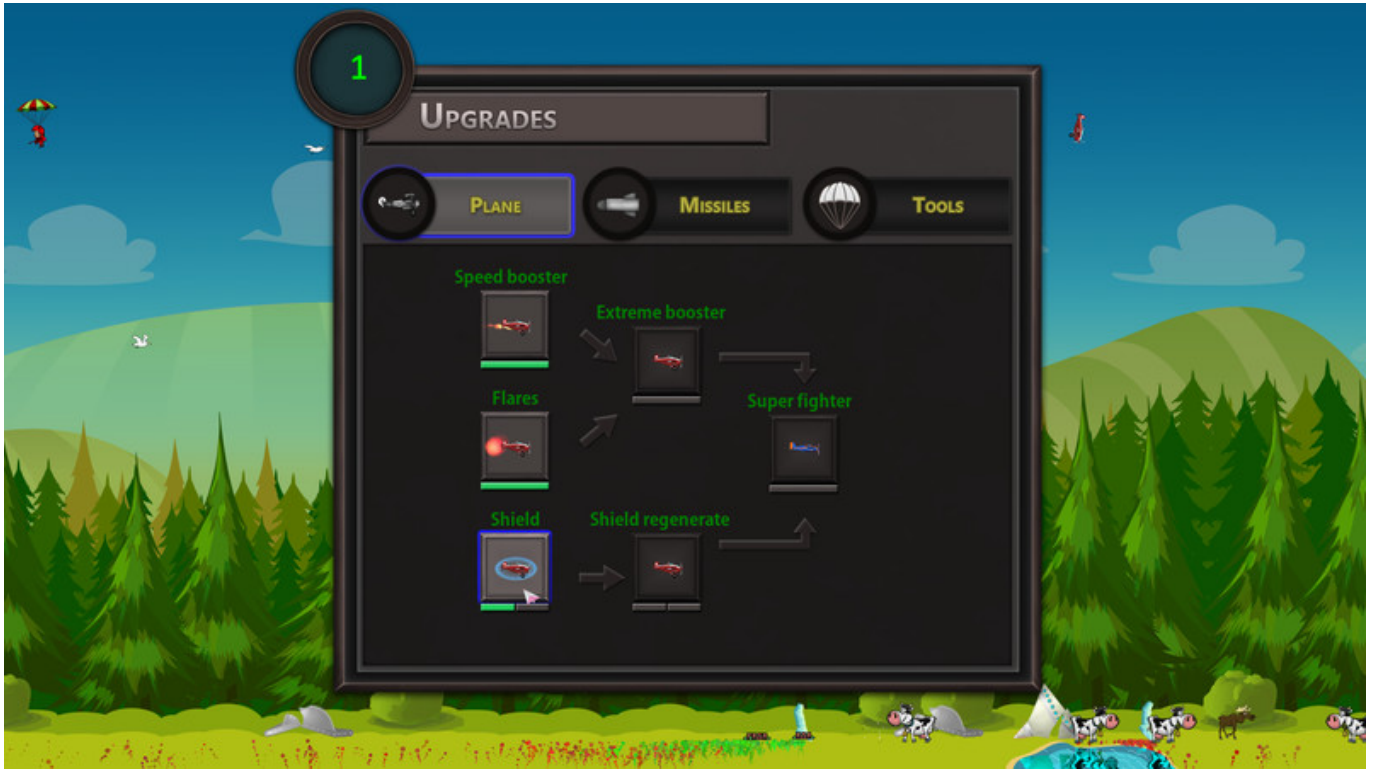 1
UPGRADES
PLANE
MISSILES
TOOLS
Speed booster
Extreme booster
Flares
Super fighter
Shield
Shield regenerate